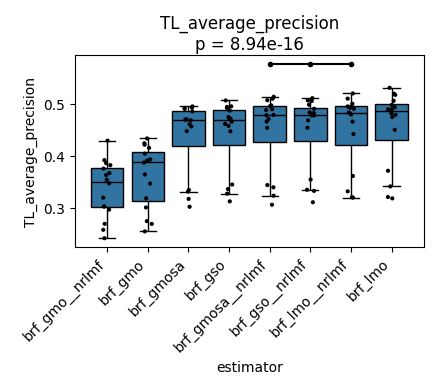 TL_average_precision
p = 8.94e-16
TL_average_precision
0.5
0.4
0.3
brf_gmo__nrlmf
brf_gmo
brf_gmosa
brf_gso
brf_gmosa__nrlmf
brf_gso__nrlmf
brf_lmo__nrlmf
brf_lmo
estimator